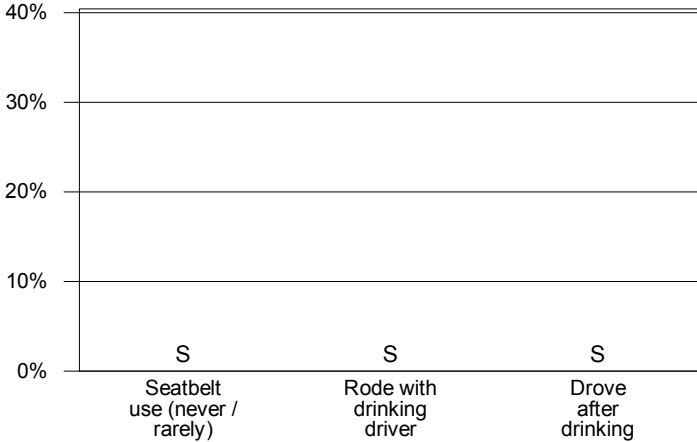 40%
30%
20%
10%
0%
S S S
Seatbelt
use (never /
rarely)
Rode with
drinking
driver
Drove
after
drinking